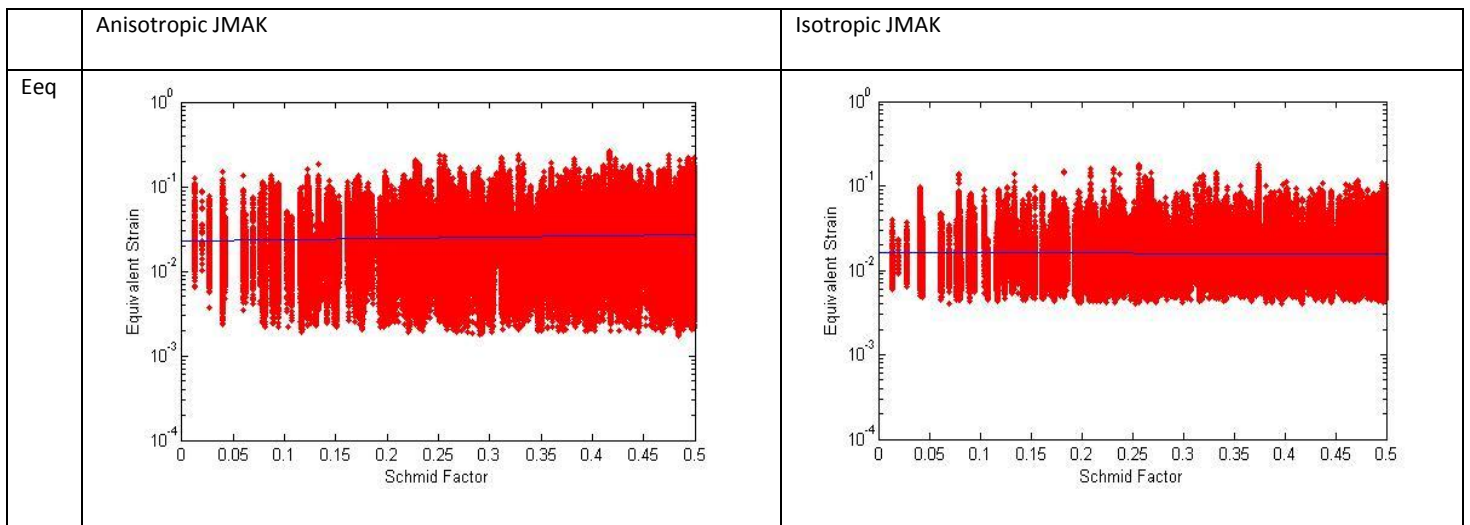 Anisotropic JMAK
Isotropic JMAK
Eeq
10^0
10^-1
10^-2
10^-3
10^-4
Equivalent Strain
0 0.05 0.1 0.15 0.2 0.25 0.3 0.35 0.4 0.45 0.5
Schmid Factor
10^0
10^-1
10^-2
10^-3
10^-4
Equivalent Strain
0 0.05 0.1 0.15 0.2 0.25 0.3 0.35 0.4 0.45 0.5
Schmid Factor